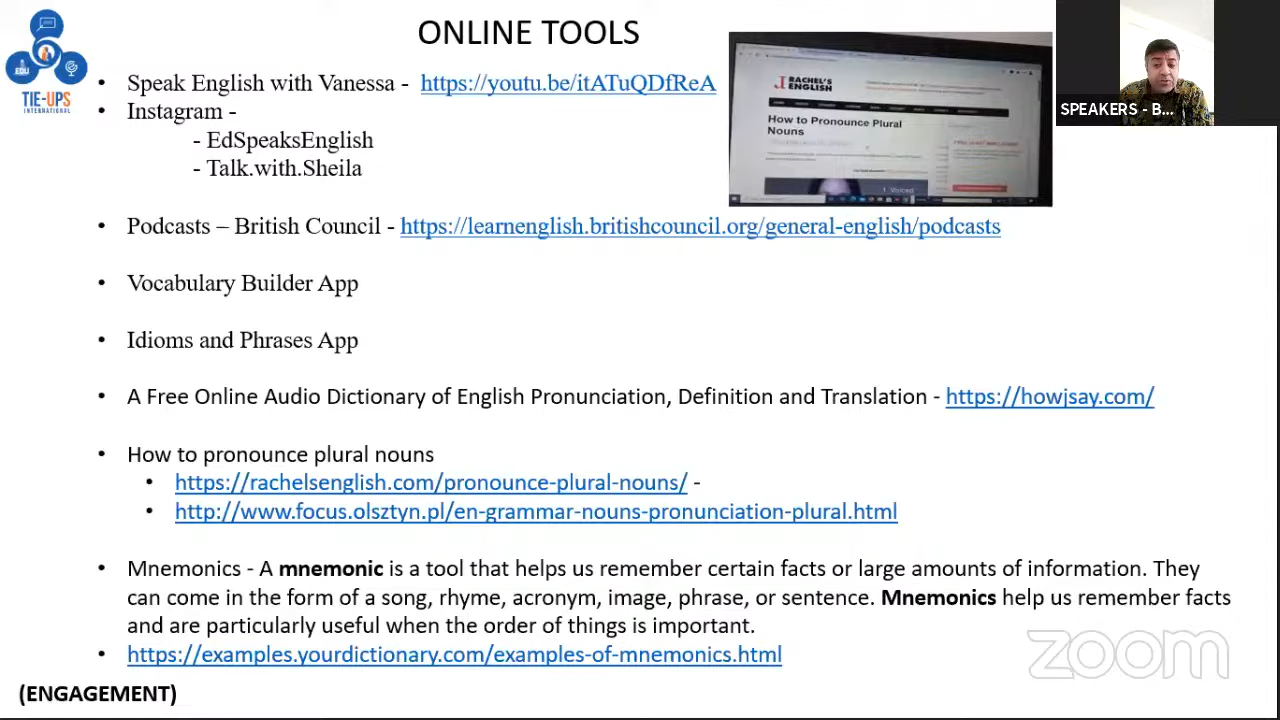 ONLINE TOOLS
EDU
TIE-UPS
INTERNATIONAL
• Speak English with Vanessa - https://youtu.be/itATuQDfReA
• Instagram -
- EdSpeaksEnglish
- Talk.with.Sheila
RACHEL'S
ENGLISH
How to Pronounce Plural
Nouns
SPEAKERS - B...
• Podcasts – British Council - https://learnenglish.britishcouncil.org/general-english/podcasts
• Vocabulary Builder App
• Idioms and Phrases App
• A Free Online Audio Dictionary of English Pronunciation, Definition and Translation - https://howjsay.com/
• How to pronounce plural nouns
• https://rachelsenglish.com/pronounce-plural-nouns/ -
• http://www.focus.olsztyn.pl/en-grammar-nouns-pronunciation-plural.html
• Mnemonics - A mnemonic is a tool that helps us remember certain facts or large amounts of information. They
can come in the form of a song, rhyme, acronym, image, phrase, or sentence. Mnemonics help us remember facts
and are particularly useful when the order of things is important.
• https://examples.yourdictionary.com/examples-of-mnemonics.html
zoom
(ENGAGEMENT)